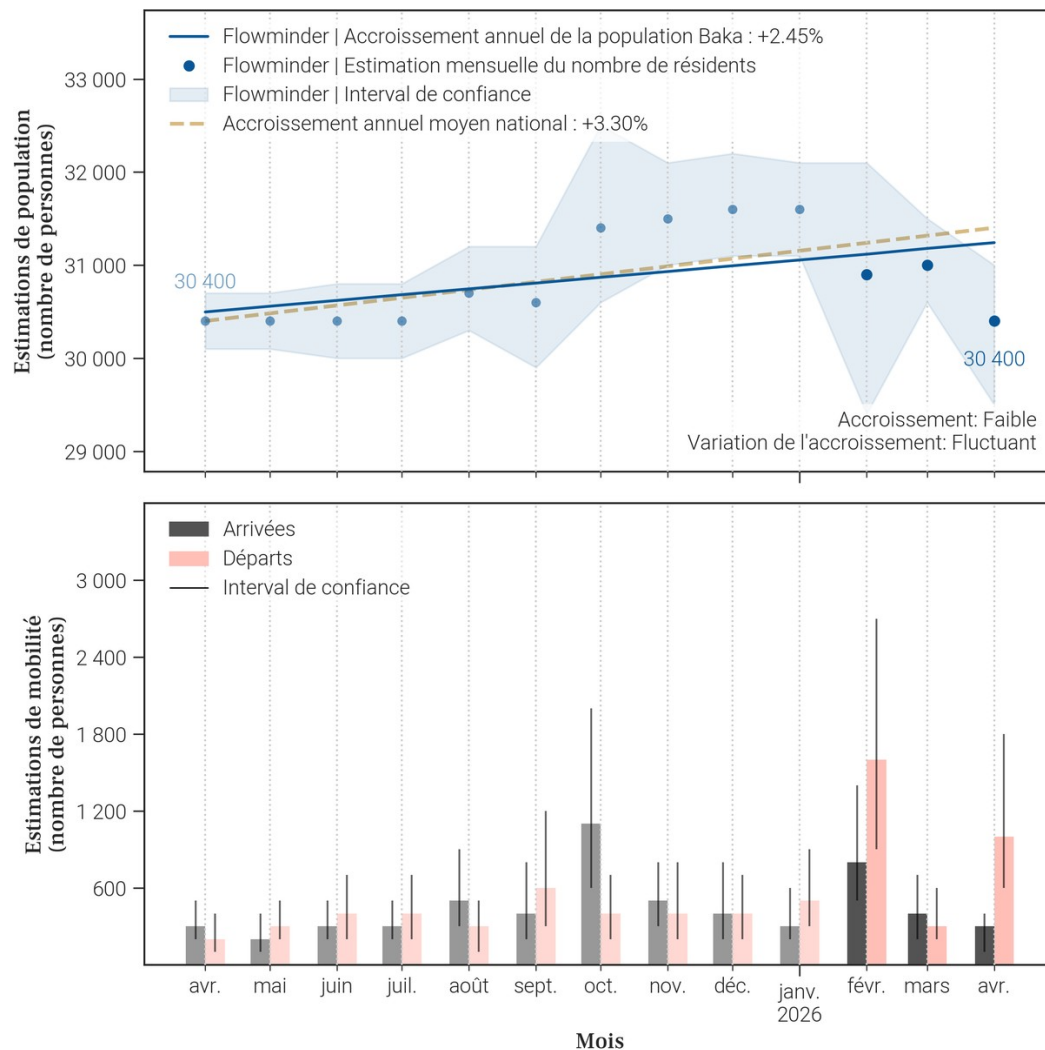 Flowminder | Accroissement annuel de la population Baka : +2.45%
Flowminder | Estimation mensuelle du nombre de résidents
Flowminder | Interval de confiance
Accroissement annuel moyen national : +3.30%
Estimations de population
(nombre de personnes)
33 000
32 000
31 000
30 000
29 000
30 400
30 400
Accroissement: Faible
Variation de l'accroissement: Fluctuant
Arrivées
Départs
Interval de confiance
Estimations de mobilité
(nombre de personnes)
3 000
2 400
1 800
1 200
600
avr.
mai
juin
juil.
août
sept.
oct.
nov.
déc.
janv.
2026
févr.
mars
avr.
Mois